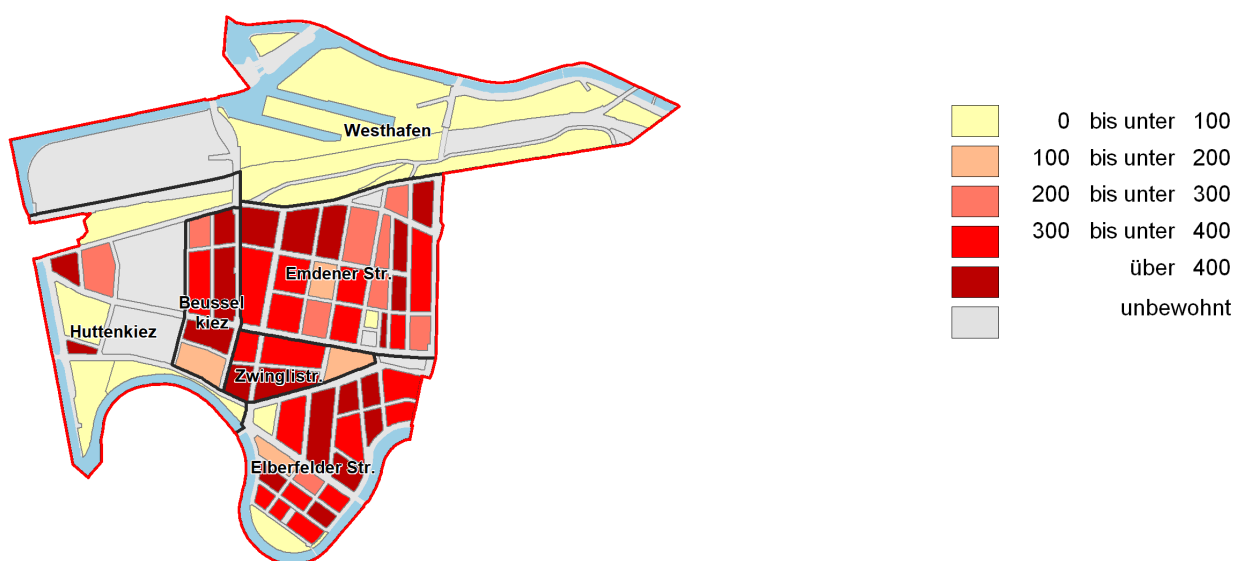 Westhafen
Emdener Str.
Beussel
kiez
Huttenkiez
Zwinglistr.
Elberfelder Str.
0 bis unter 100
100 bis unter 200
200 bis unter 300
300 bis unter 400
über 400
unbewohnt